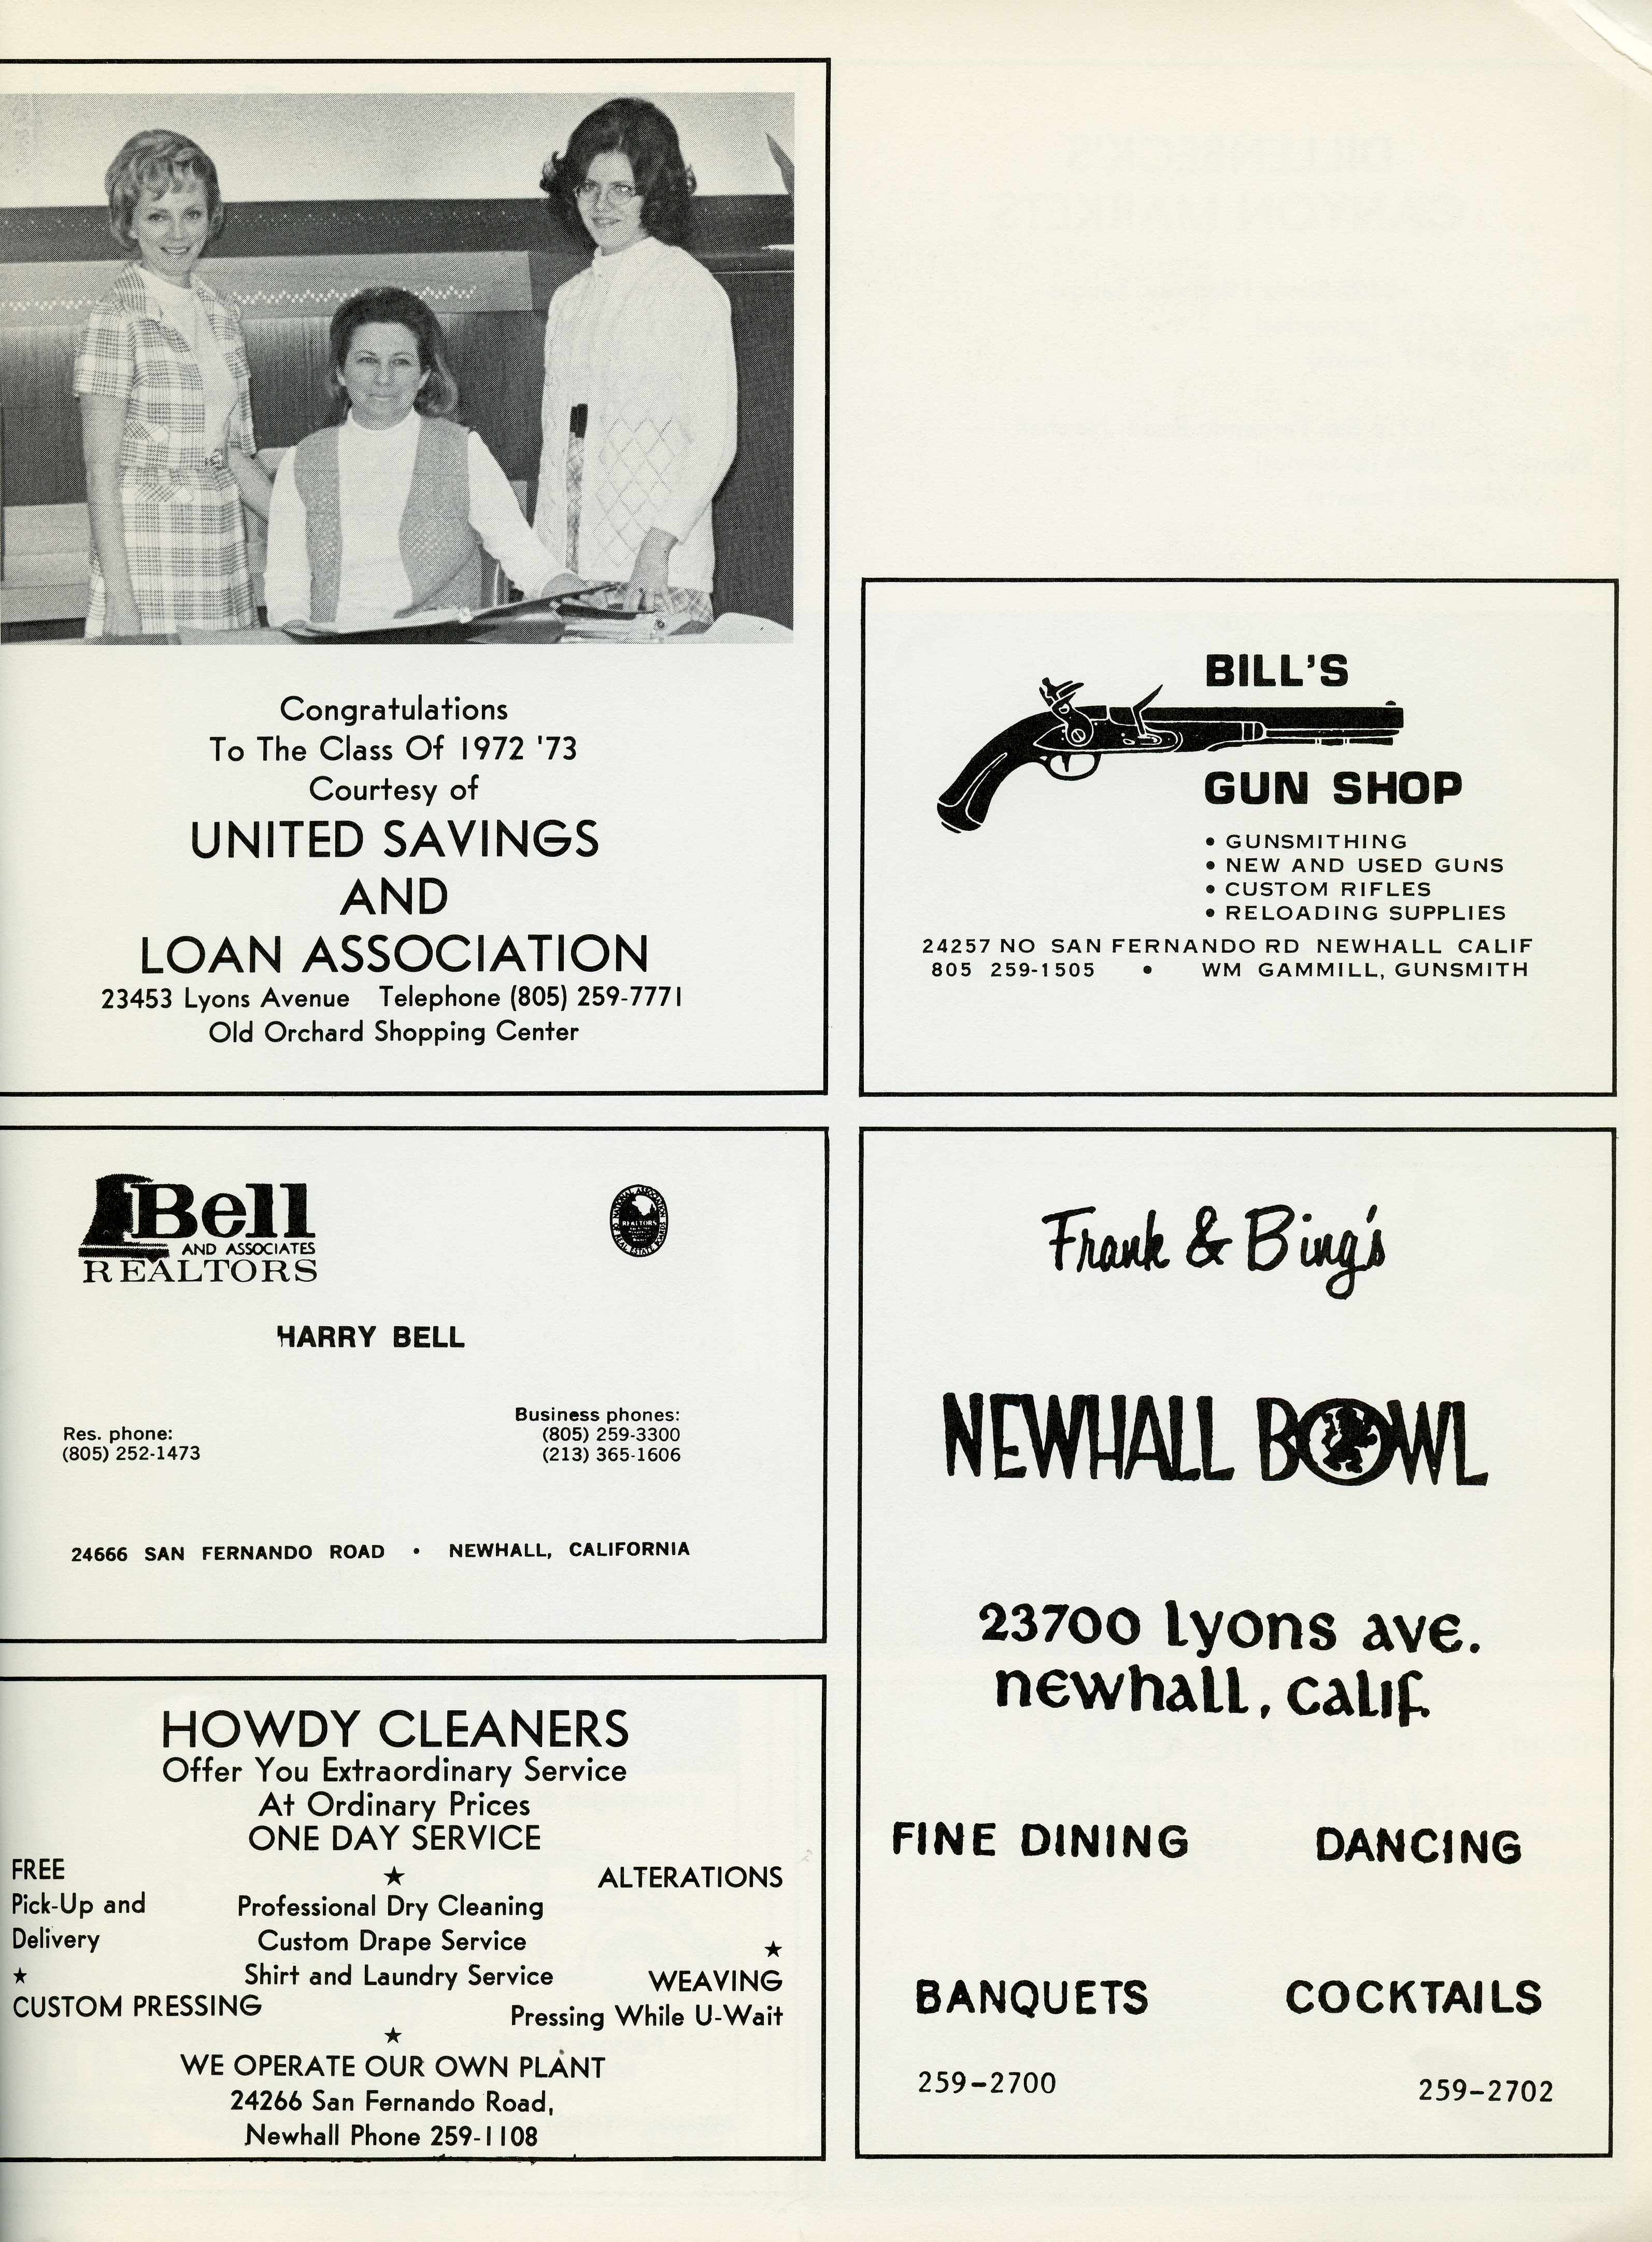 Congratulations
To The Class Of 1972 '73
Courtesy of
UNITED SAVINGS
AND
LOAN ASSOCIATION
23453 Lyons Avenue Telephone (805) 259-7771
Old Orchard Shopping Center
BILL'S
GUN SHOP
• GUNSMITHING
• NEW AND USED GUNS
• CUSTOM RIFLES
• RELOADING SUPPLIES
24257 NO SAN FERNANDO RD NEWHALL CALIF
805 259-1505 • WM GAMMILL, GUNSMITH
Bell
AND ASSOCIATES
REALTORS
NATIONAL ASSOCIATION
OF REAL ESTATE BOARDS
REALTORS
HARRY BELL
Res. phone:
(805) 252-1473
Business phones:
(805) 259-3300
(213) 365-1606
24666 SAN FERNANDO ROAD • NEWHALL, CALIFORNIA
Frank & Bing's
NEWHALL BOWL
23700 lyons ave.
newhall, calif.
FINE DINING
DANCING
BANQUETS
COCKTAILS
259-2700
259-2702
HOWDY CLEANERS
Offer You Extraordinary Service
At Ordinary Prices
ONE DAY SERVICE
FREE
Pick-Up and
Delivery
★
CUSTOM PRESSING
★
Professional Dry Cleaning
Custom Drape Service
Shirt and Laundry Service
ALTERATIONS
★
WEAVING
Pressing While U-Wait
★
WE OPERATE OUR OWN PLANT
24266 San Fernando Road,
Newhall Phone 259-1108